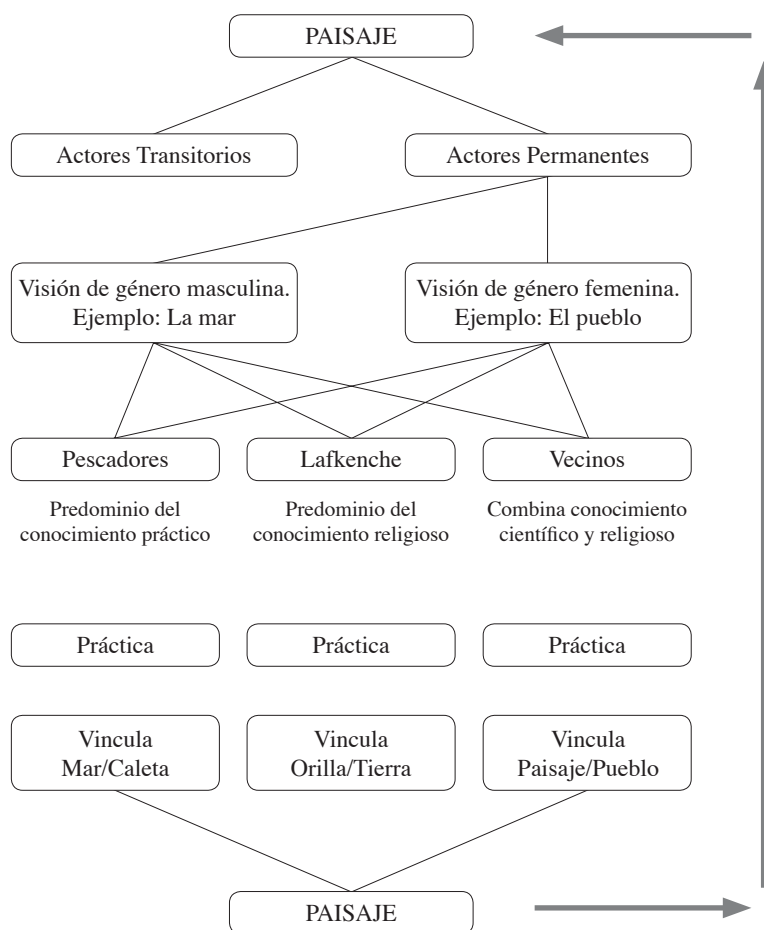 PAISAJE
Actores Transitorios
Actores Permanentes
Visión de género masculina.
Ejemplo: La mar
Visión de género femenina.
Ejemplo: El pueblo
Pescadores
Lafkenche
Vecinos
Predominio del
conocimiento práctico
Predominio del
conocimiento religioso
Combina conocimiento
científico y religioso
Práctica
Práctica
Práctica
Vincula
Mar/Caleta
Vincula
Orilla/Tierra
Vincula
Paisaje/Pueblo
PAISAJE